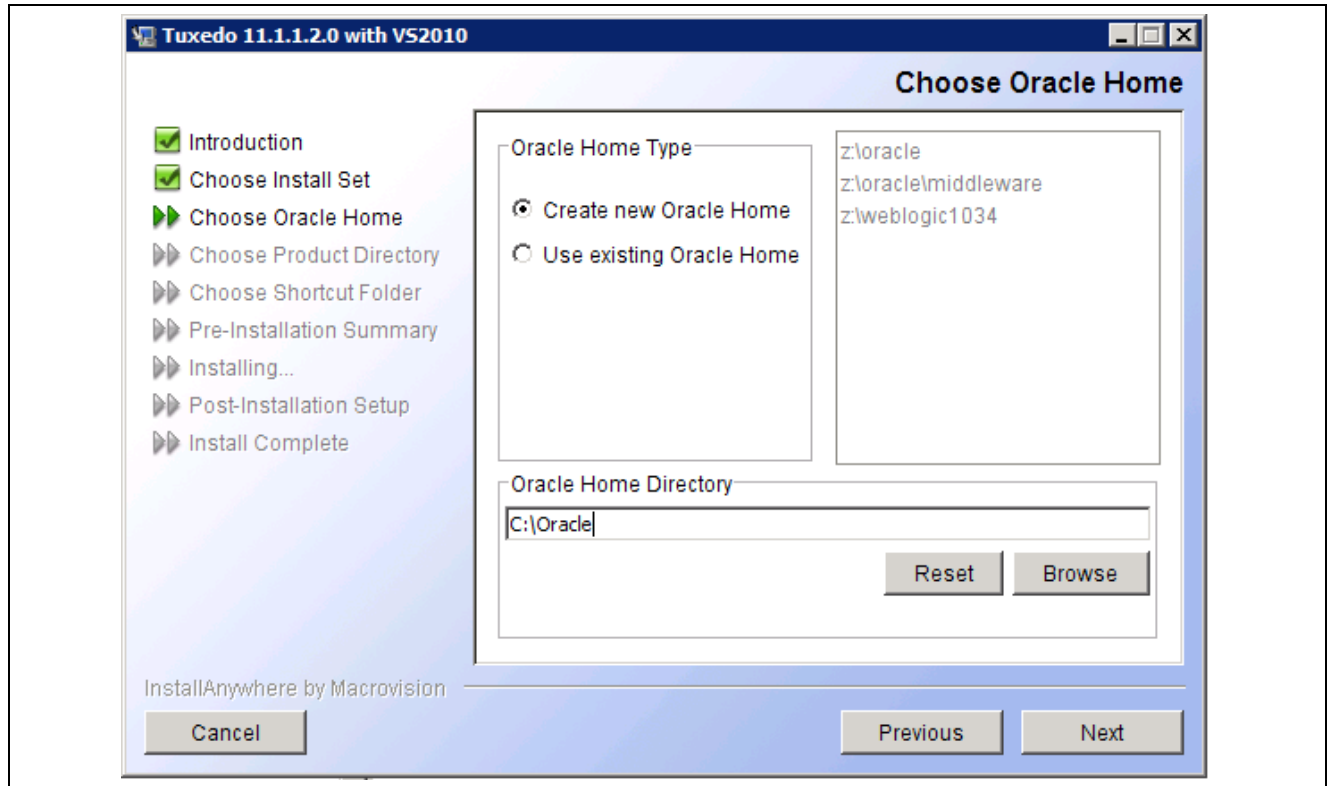 Tuxedo 11.1.1.2.0 with VS2010
Choose Oracle Home
Introduction
Choose Install Set
Choose Oracle Home
Choose Product Directory
Choose Shortcut Folder
Pre-Installation Summary
Installing...
Post-Installation Setup
Install Complete
Oracle Home Type
Create new Oracle Home
Use existing Oracle Home
z:\oracle
z:\oracle\middleware
z:\weblogic1034
Oracle Home Directory
C:\Oracle
Reset
Browse
InstallAnywhere by Macrovision
Cancel
Previous
Next